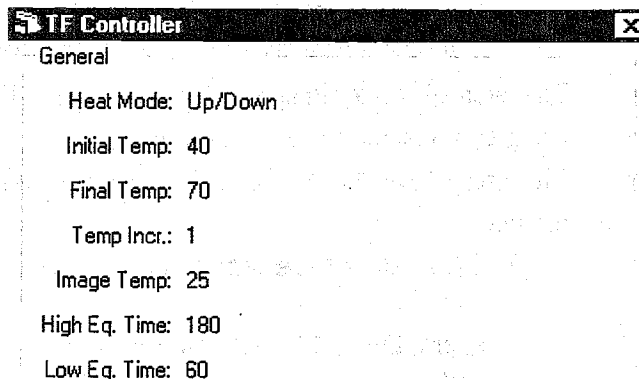 TF Controller
General
Heat Mode: Up/Down
Initial Temp: 40
Final Temp: 70
Temp Incr.: 1
Image Temp: 25
High Eq. Time: 180
Low Eq. Time: 60